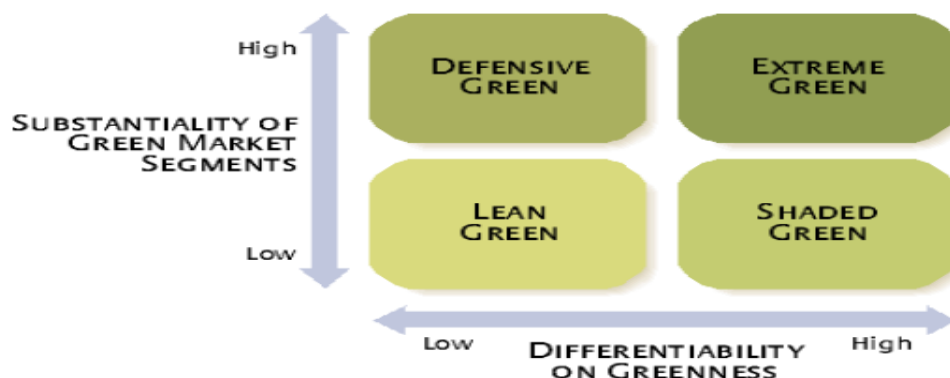 High
DEFENSIVE
GREEN
EXTREME
GREEN
SUBSTANTIALITY OF
GREEN MARKET
SEGMENTS
LEAN
GREEN
SHADED
GREEN
Low
Low
High
DIFFERENTIABILITY
ON GREENNESS